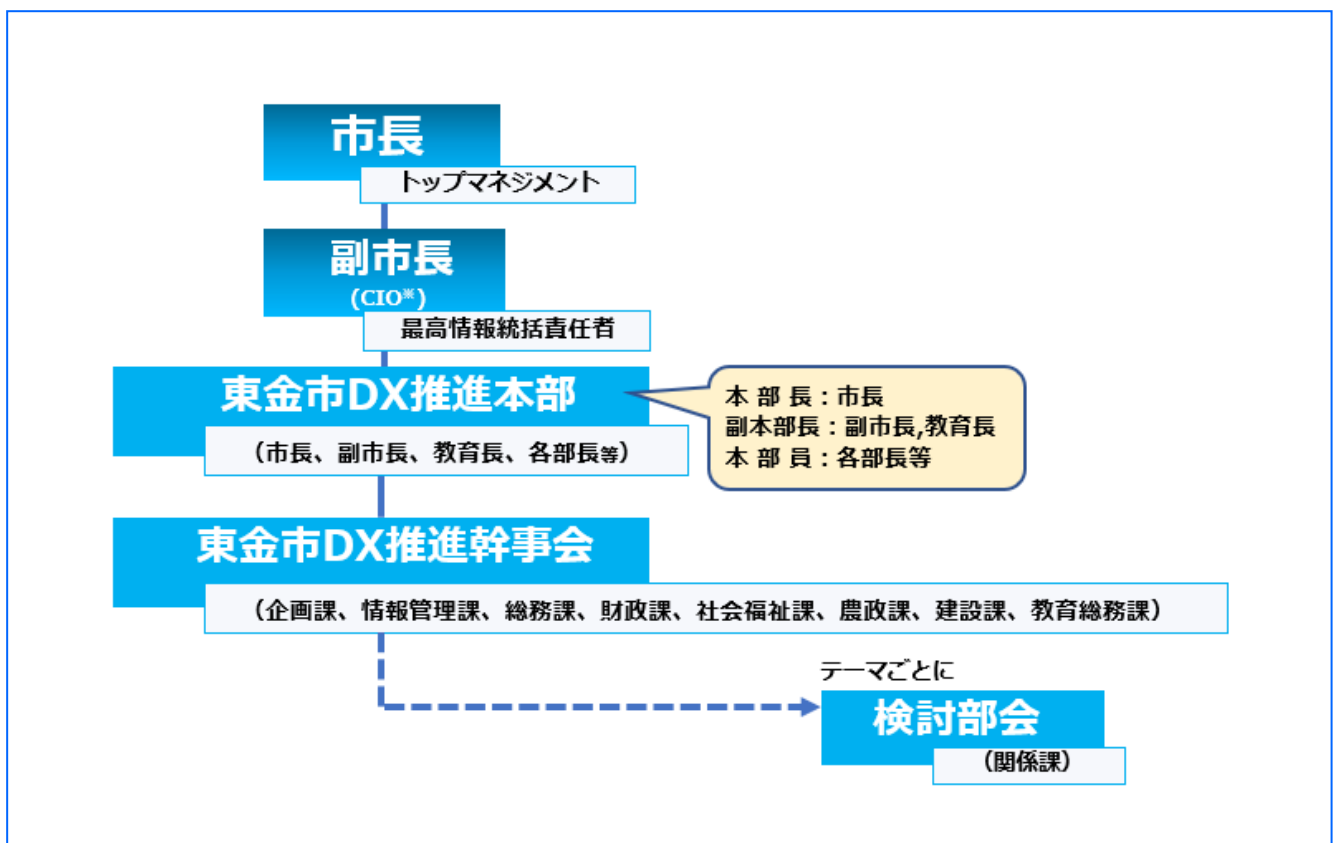 市長
トップマネジメント
副市長
(CIO※)
最高情報統括責任者
東金市DX推進本部
（市長、副市長、教育長、各部長等）
本 部 長：市長
副本部長：副市長,教育長
本 部 員：各部長等
東金市DX推進幹事会
（企画課、情報管理課、総務課、財政課、社会福祉課、農政課、建設課、教育総務課）
テーマごとに
検討部会
（関係課）